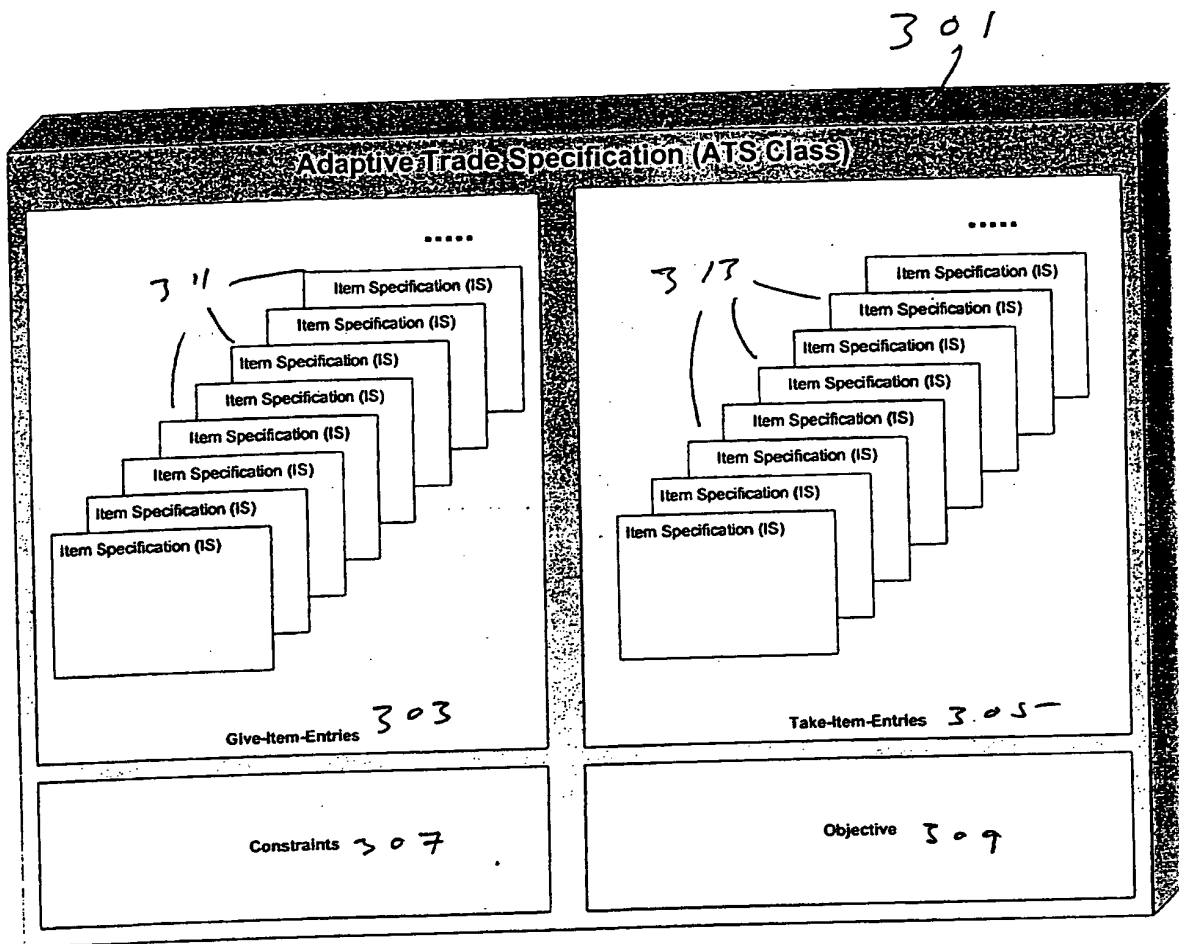 301
Adaptive Trade Specification (ATS Class)
.....
311
Item Specification (IS)
Item Specification (IS)
Item Specification (IS)
Item Specification (IS)
Item Specification (IS)
Item Specification (IS)
Item Specification (IS)
Item Specification (IS)
Give-Item-Entries 303
.....
313
Item Specification (IS)
Item Specification (IS)
Item Specification (IS)
Item Specification (IS)
Item Specification (IS)
Item Specification (IS)
Item Specification (IS)
Item Specification (IS)
Take-Item-Entries 305
Constraints 307
Objective 309